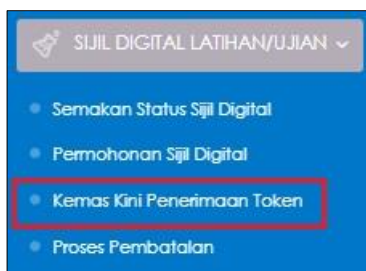 SIJIL DIGITAL LATIHAN/UJIAN
Semakan Status Sijil Digital
Permohonan Sijil Digital
Kemas Kini Penerimaan Token
Proses Pembatalan